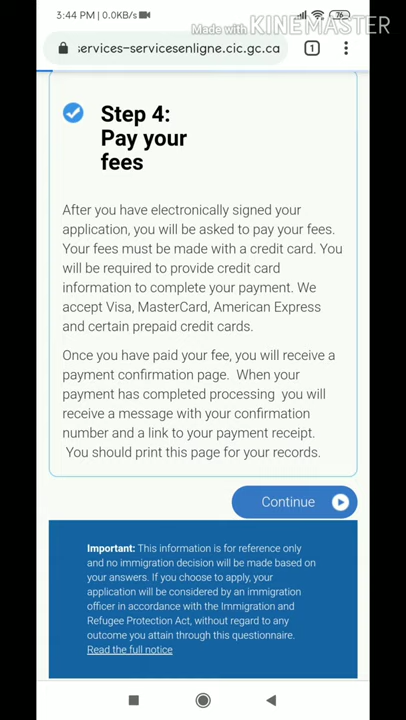 3:44 PM | 0.0KB/s
76
Made with KINEMASTER
services-servicesenligne.cic.gc.ca
1
Step 4:
Pay your
fees
After you have electronically signed your
application, you will be asked to pay your fees.
Your fees must be made with a credit card. You
will be required to provide credit card
information to complete your payment. We
accept Visa, MasterCard, American Express
and certain prepaid credit cards.
Once you have paid your fee, you will receive a
payment confirmation page. When your
payment has completed processing you will
receive a message with your confirmation
number and a link to your payment receipt.
You should print this page for your records.
Continue
Important: This information is for reference only
and no immigration decision will be made based on
your answers. If you choose to apply, your
application will be considered by an immigration
officer in accordance with the Immigration and
Refugee Protection Act, without regard to any
outcome you attain through this questionnaire.
Read the full notice